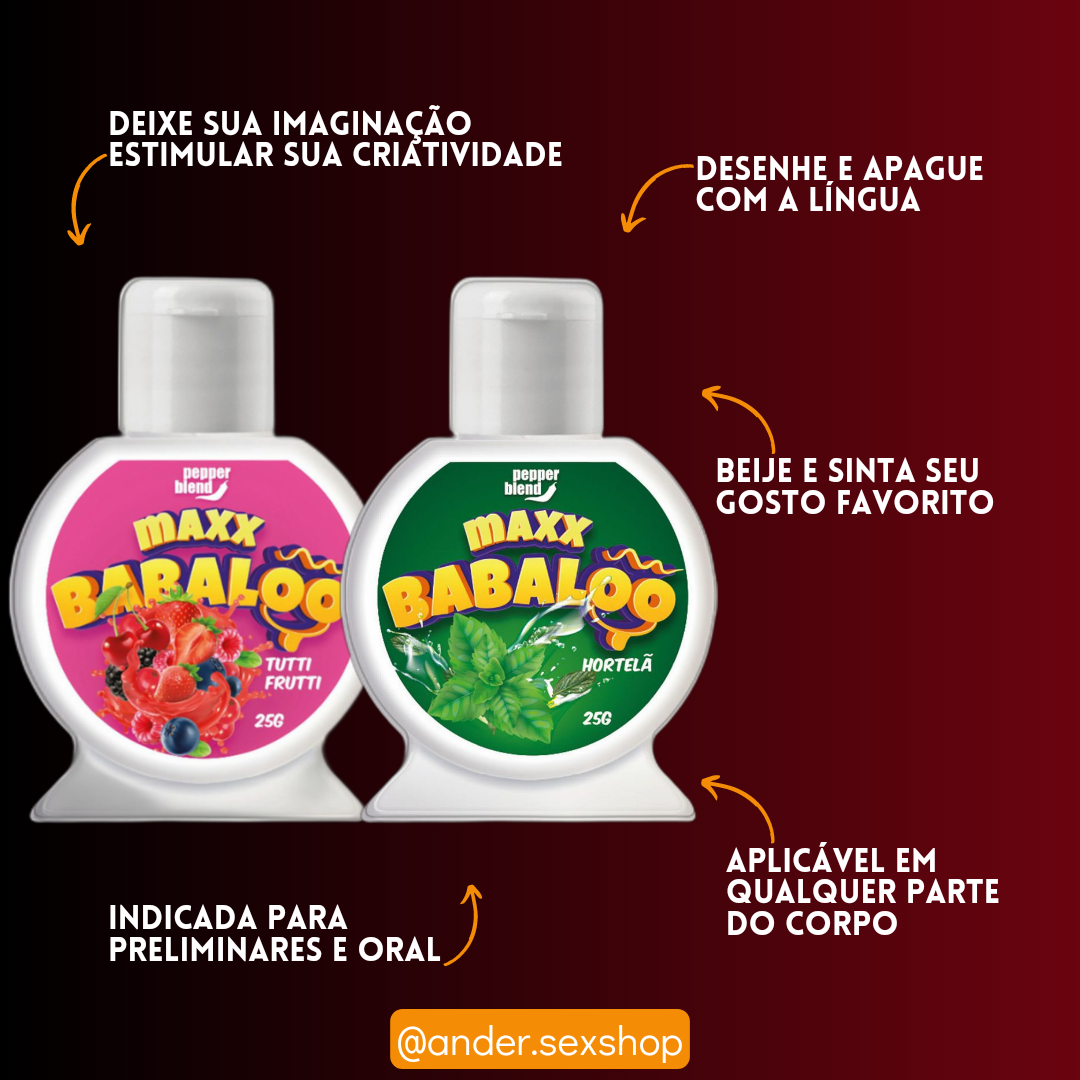 DEIXE SUA IMAGINAÇÃO
ESTIMULAR SUA CRIATIVIDADE
DESENHE E APAGUE
COM A LÍNGUA
BEIJE E SINTA SEU
GOSTO FAVORITO
pepper
blend
MAXX
BABALOO
TUTTI
FRUTTI
25G
pepper
blend
MAXX
BABALOO
HORTELÃ
25G
APLICÁVEL EM
QUALQUER PARTE
DO CORPO
INDICADA PARA
PRELIMINARES E ORAL
@ander.sexshop